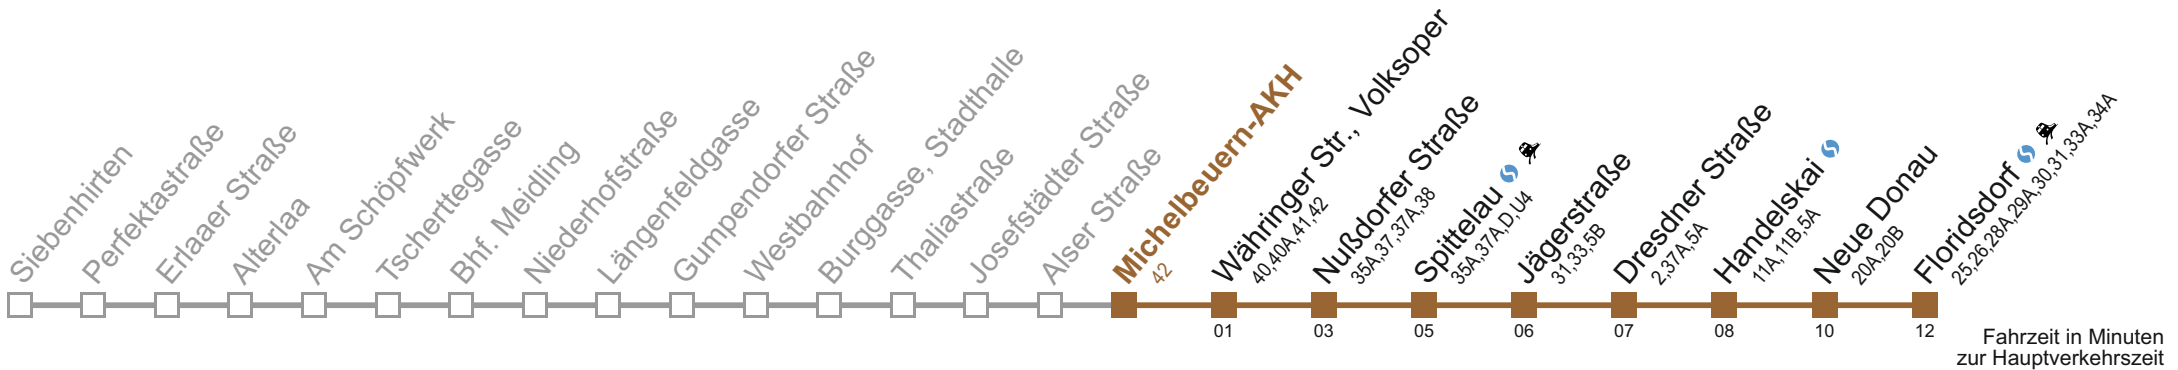 Siebenhirten
Perfektastraße
Erlaaer Straße
Alterlaa
Am Schöpfwerk
Tscherttegasse
Bhf. Meidling
Niederhofstraße
Längenfeldgasse
Gumpendorfer Straße
Westbahnhof
Burggasse, Stadthalle
Thaliastraße
Josefstädter Straße
Alser Straße
Michelbeuern-AKH
42
Währinger Str., Volksoper
40,40A,41,42
01
Nußdorfer Straße
35A,37,37A,38
03
Spittelau
35A,37A,D,U4
05
Jägerstraße
31,33,5B
06
Dresdner Straße
2,37A,5A
07
Handelskai
11A,11B,5A
08
Neue Donau
20A,20B
10
Floridsdorf
25,26,28A,29A,30,31,33A,34A
12
Fahrzeit in Minuten
zur Hauptverkehrszeit